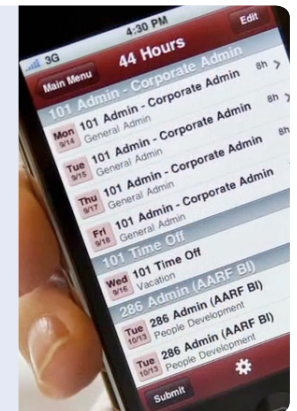 3G
4:30 PM
Main Menu
44 Hours
Edit
101 Admin - Corporate Admin
Mon 9/14
101 Admin - Corporate Admin
General Admin
8h
Tue 9/15
101 Admin - Corporate Admin
General Admin
8h
Thu 9/17
101 Admin - Corporate Admin
General Admin
8h
Fri 9/18
101 Admin - Corporate Admin
General Admin
101 Time Off
Wed 9/16
101 Time Off
Vacation
286 Admin (AARF BI)
Tue 10/13
286 Admin (AARF BI)
People Development
Tue 10/13
286 Admin (AARF BI)
People Development
Submit